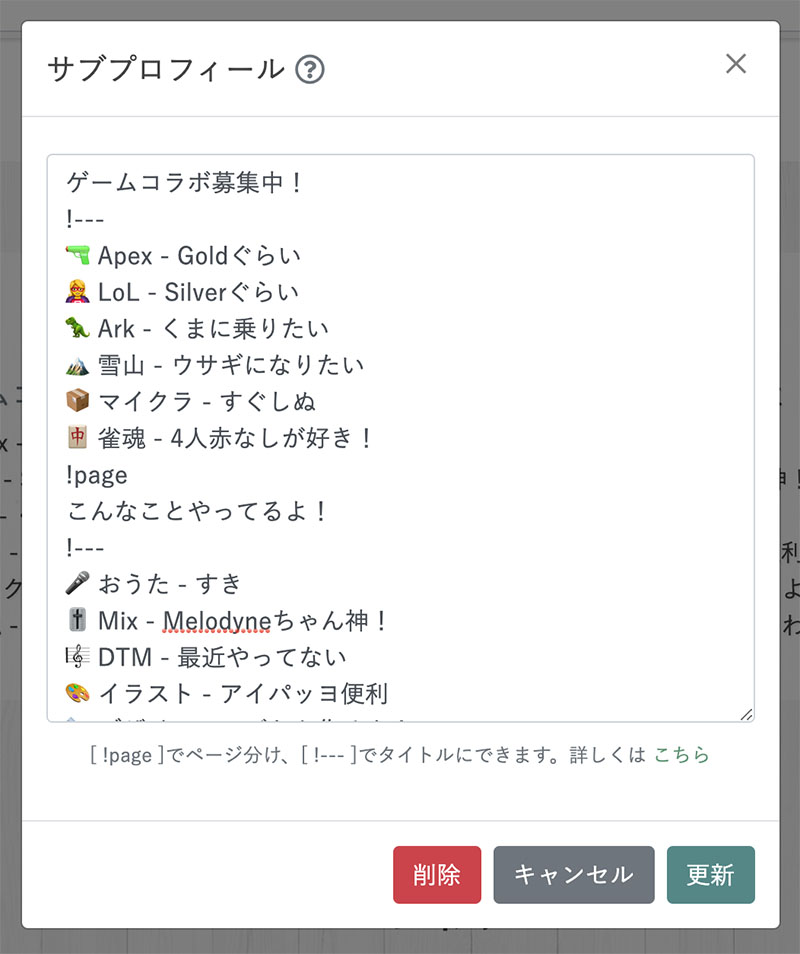 サブプロフィール ?
ゲームコラボ募集中！
!---
🔫 Apex - Goldぐらい
🦹‍♀️ LoL - Silverぐらい
🦖 Ark - くまに乗りたい
🏔️ 雪山 - ウサギになりたい
📦 マイクラ - すぐしぬ
🀄 雀魂 - 4人赤なしが好き！
!page
こんなことやってるよ！
!---
🎤 おうた - すき
🎚️ Mix - Melodyneちゃん神！
🎼 DTM - 最近やってない
🎨 イラスト - アイパッヨ便利
[ !page ]でページ分け、[ !--- ]でタイトルにできます。詳しくは こちら
削除
キャンセル
更新